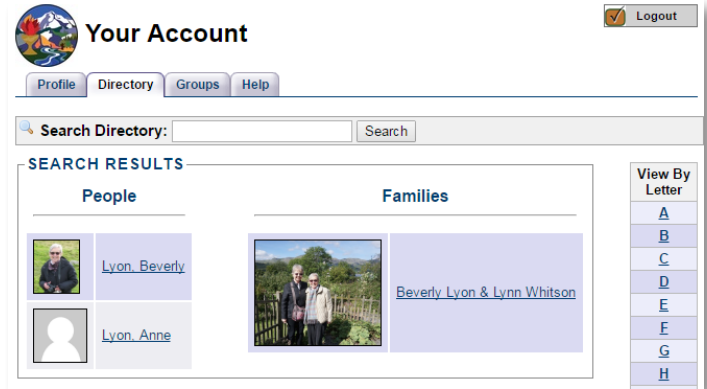 Your Account
Logout
Profile
Directory
Groups
Help
Search Directory:
Search
SEARCH RESULTS
People
Families
Lyon, Beverly
Lyon, Anne
Beverly Lyon & Lynn Whitson
View By
Letter
A
B
C
D
E
F
G
H